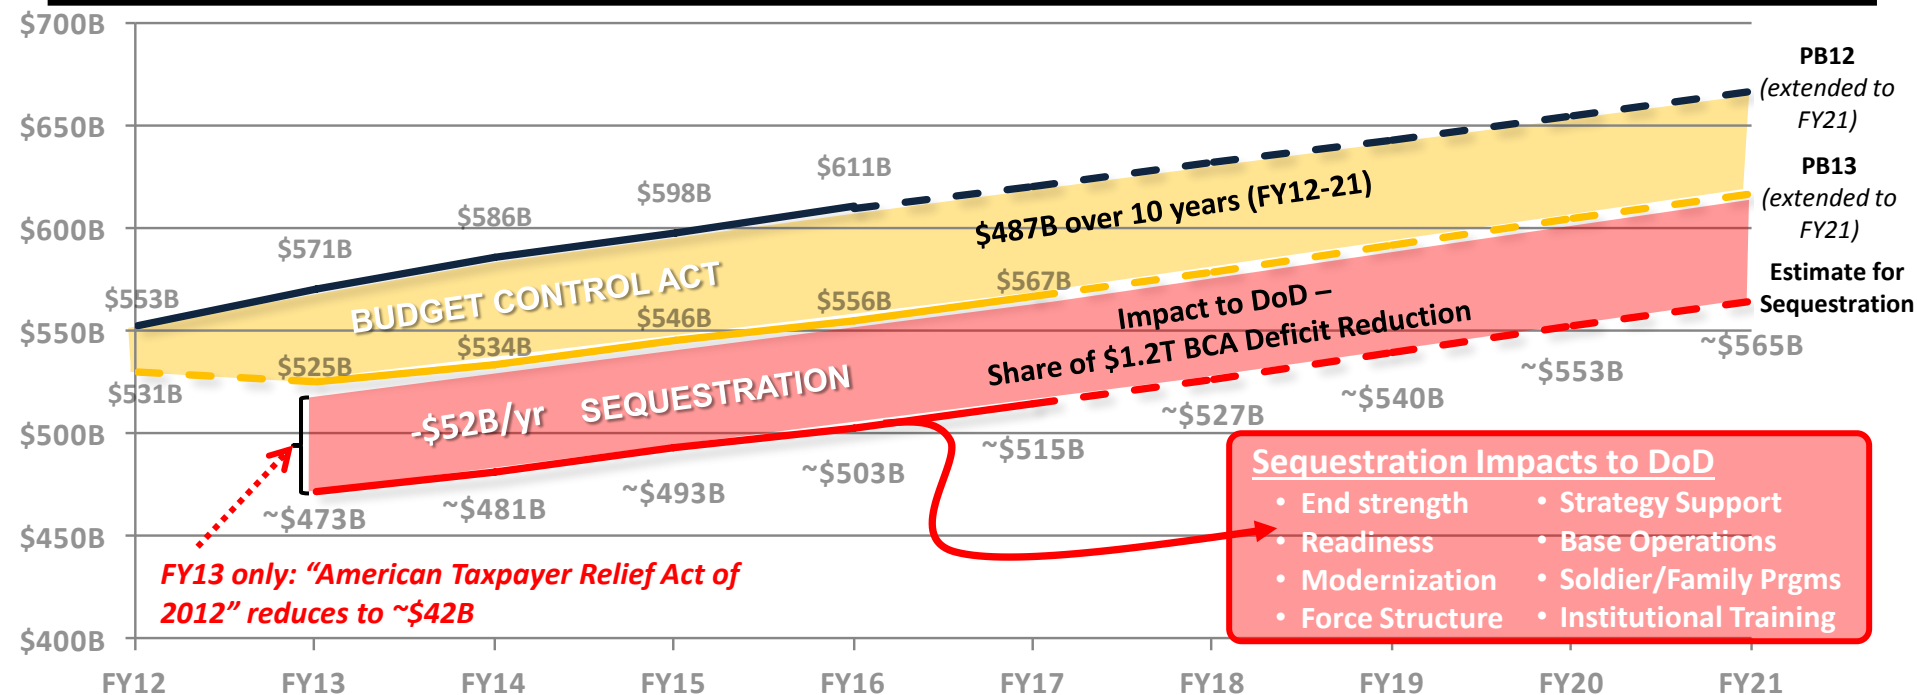 $700B
$650B
$600B
$550B
$500B
$450B
$400B
FY12
FY13
FY14
FY15
FY16
FY17
FY18
FY19
FY20
FY21
$553B
$571B
$586B
$598B
$611B
$531B
$525B
$534B
$546B
$556B
$567B
~$473B
~$481B
~$493B
~$503B
~$515B
~$527B
~$540B
~$553B
~$565B
BUDGET CONTROL ACT
$487B over 10 years (FY12-21)
-$52B/yr SEQUESTRATION
Impact to DoD –
Share of $1.2T BCA Deficit Reduction
PB12
(extended to
FY21)
PB13
(extended to
FY21)
Estimate for
Sequestration
FY13 only: “American Taxpayer Relief Act of
2012” reduces to ~$42B
Sequestration Impacts to DoD
• End strength
• Readiness
• Modernization
• Force Structure
• Strategy Support
• Base Operations
• Soldier/Family Prgms
• Institutional Training